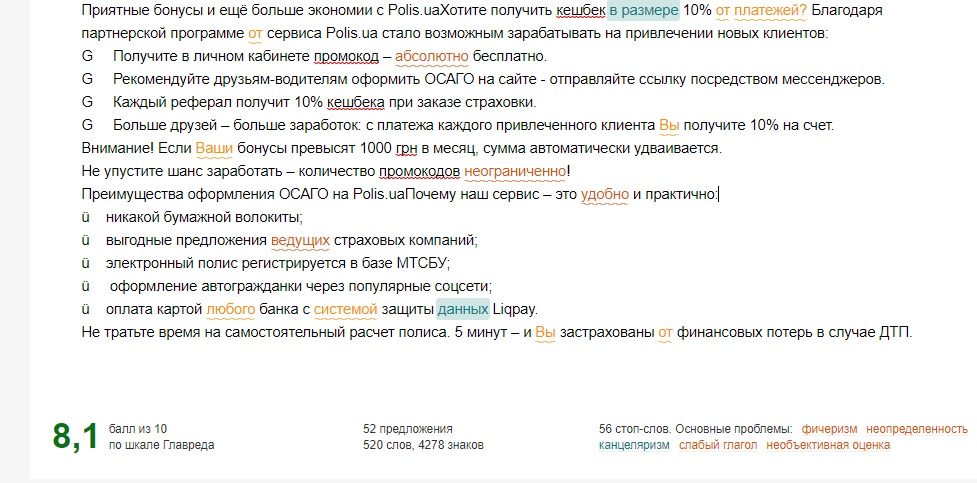 Приятные бонусы и ещё больше экономии с Polis.uaХотите получить кешбек в размере 10% от платежей? Благодаря
партнерской программе от сервиса Polis.ua стало возможным зарабатывать на привлечении новых клиентов:
G Получите в личном кабинете промокод – абсолютно бесплатно.
G Рекомендуйте друзьям-водителям оформить ОСАГО на сайте - отправляйте ссылку посредством мессенджеров.
G Каждый реферал получит 10% кешбека при заказе страховки.
G Больше друзей – больше заработок: с платежа каждого привлеченного клиента Вы получите 10% на счет.
Внимание! Если Ваши бонусы превысят 1000 грн в месяц, сумма автоматически удваивается.
Не упустите шанс заработать – количество промокодов неограниченно!
Преимущества оформления ОСАГО на Polis.uaПочему наш сервис – это удобно и практично:
ü никакой бумажной волокиты;
ü выгодные предложения ведущих страховых компаний;
ü электронный полис регистрируется в базе МТСБУ;
ü оформление автогражданки через популярные соцсети;
ü оплата картой любого банка с системой защиты данных Liqpay.
Не тратьте время на самостоятельный расчет полиса. 5 минут – и Вы застрахованы от финансовых потерь в случае ДТП.
8,1 балл из 10
по шкале Главреда
52 предложения
520 слов, 4278 знаков
56 стоп-слов. Основные проблемы: фичеризм неопределенность
канцеляризм слабый глагол необъективная оценка